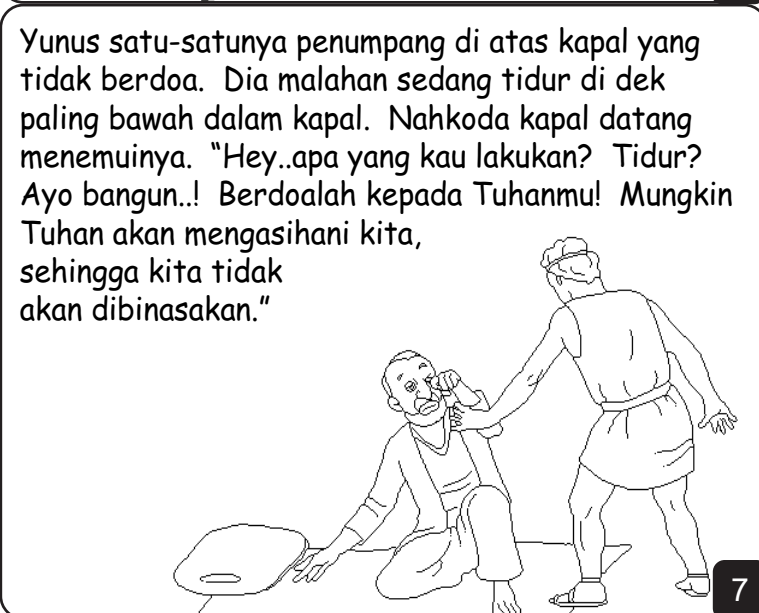 Yunus satu-satunya penumpang di atas kapal yang
tidak berdoa.  Dia malahan sedang tidur di dek
paling bawah dalam kapal.  Nahkoda kapal datang
menemuinya.  “Hey..apa yang kau lakukan?  Tidur?
Ayo bangun..!  Berdoalah kepada Tuhanmu!  Mungkin
Tuhan akan mengasihani kita,
sehingga kita tidak
akan dibinasakan.”
7